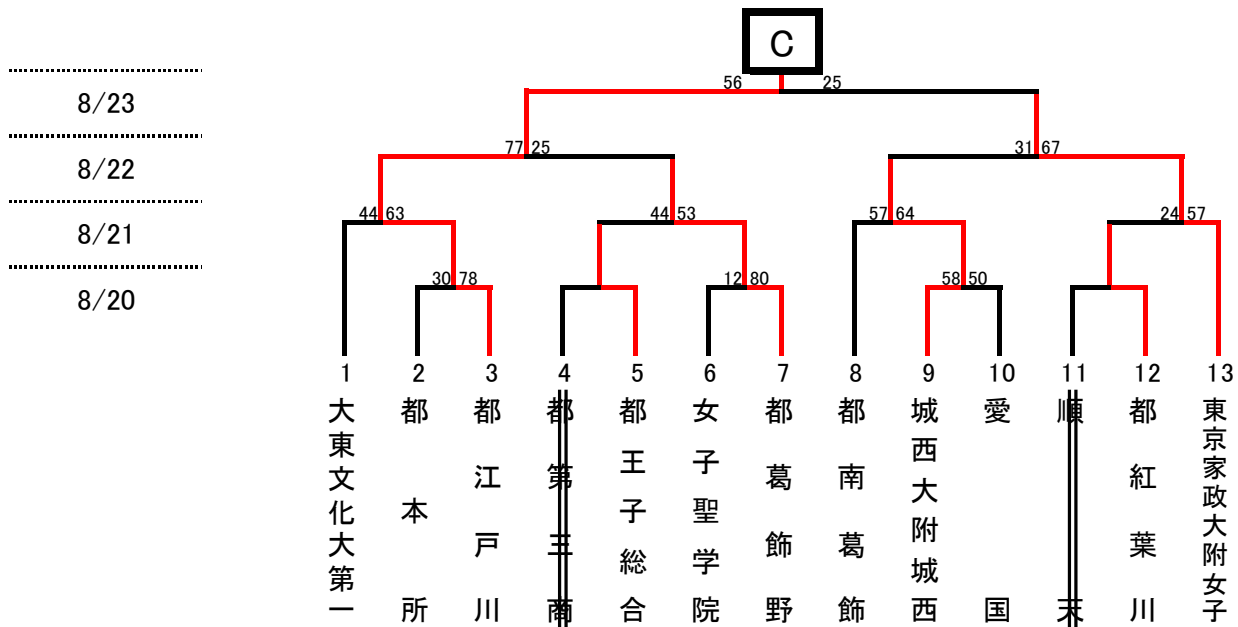 C
56 25
8/23
77 25 31 67
8/22
44 63 44 53 57 64 24 57
8/21
30 78 12 80 58 50
8/20
1 2 3 4 5 6 7 8 9 10 11 12 13
大東文化大第一
都本所
都江戸川
都第三商
都王子総合
女子聖学院
都葛飾野
都南葛飾
城西大附城西
愛国
順天
都紅葉川
東京家政大附女子